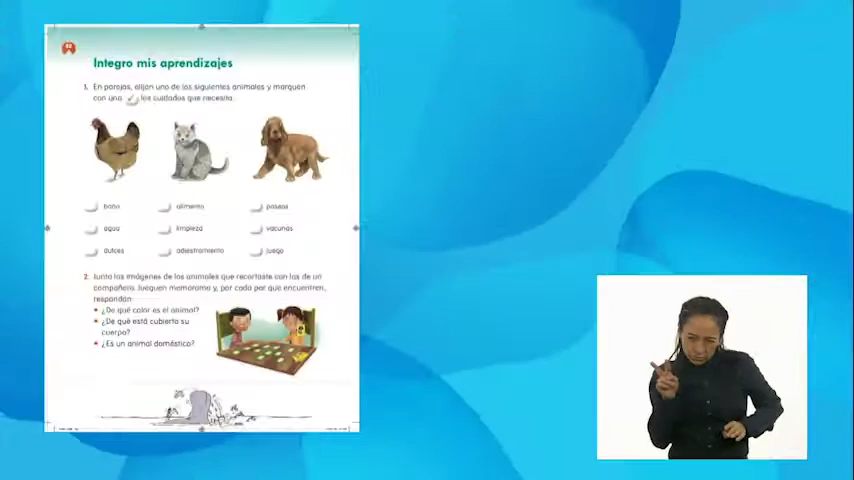 Integro mis aprendizajes
1. En parejas, elijan uno de los siguientes animales y marquen
con una ✓ los cuidados que necesita.
baño alimento paseos
agua limpieza vacunas
dulces adiestramiento juego
2. Junta las imágenes de los animales que recortaste con las de un
compañero. Jueguen memorama y, por cada par que encuentren,
respondan
• ¿De qué color es el animal?
• ¿De qué está cubierto su
cuerpo?
• ¿Es un animal doméstico?